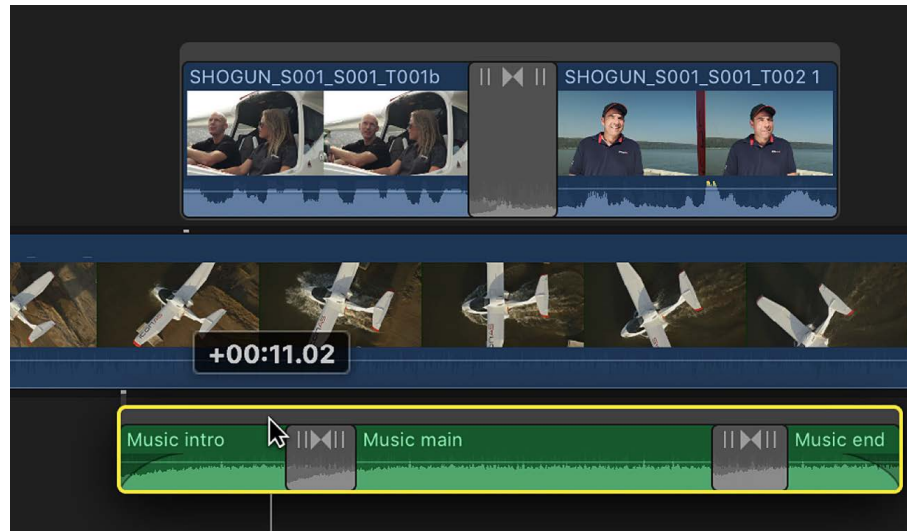 SHOGUN_S001_S001_T001b
SHOGUN_S001_S001_T002 1
+00:11.02
Music intro
Music main
Music end